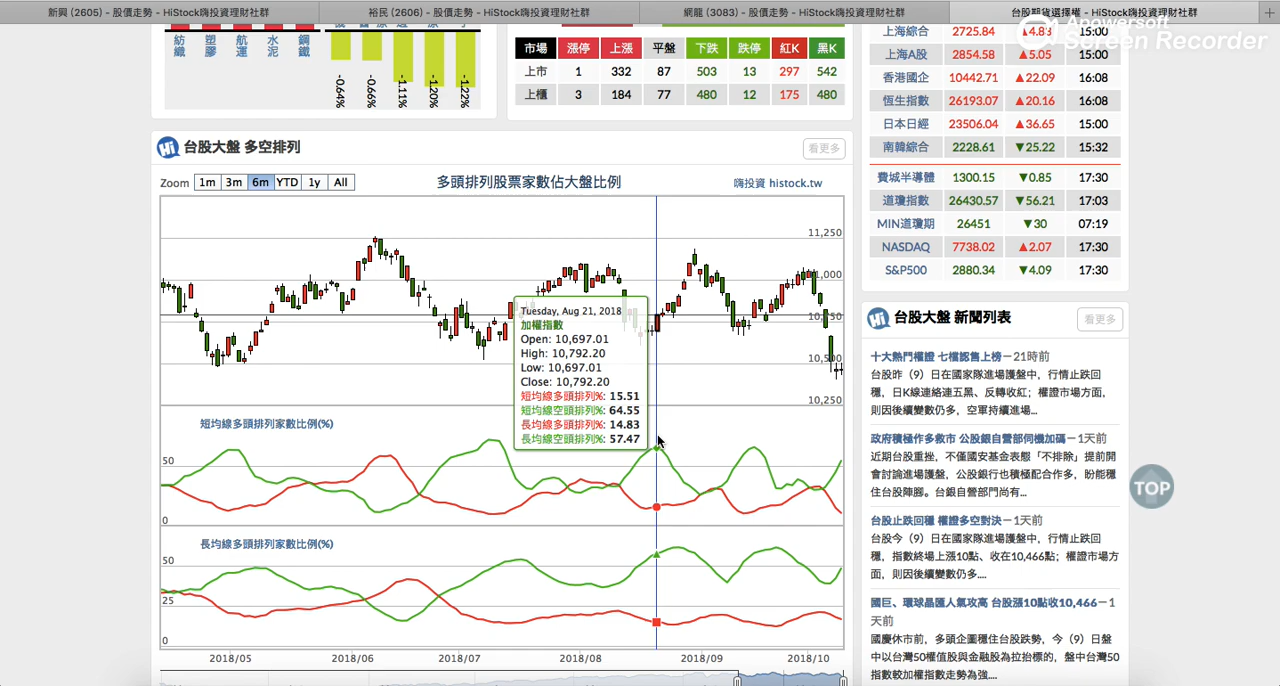 新興 (2605) - 股價走勢 - HiStock嗨投資理財社群
裕民 (2606) - 股價走勢 - HiStock嗨投資理財社群
網龍 (3083) - 股價走勢 - HiStock嗨投資理財社群
台股期貨選擇權 - HiStock嗨投資理財社群
Apowersoft
Screen Recorder
紡纖
塑膠
航運
水泥
鋼鐵
-0.64%
-0.66%
-1.11%
-1.20%
-1.22%
市場 漲停 上漲 平盤 下跌 跌停 紅K 黑K
上市 1 332 87 503 13 297 542
上櫃 3 184 77 480 12 175 480
台股大盤 多空排列
看更多
Zoom 1m 3m 6m YTD 1y All
多頭排列股票家數佔大盤比例
嗨投資 histock.tw
11,250
11,000
10,750
10,500
10,250
Tuesday, Aug 21, 2018
加權指數
Open: 10,697.01
High: 10,792.20
Low: 10,697.01
Close: 10,792.20
短均線多頭排列%: 15.51
短均線空頭排列%: 64.55
長均線多頭排列%: 14.83
長均線空頭排列%: 57.47
短均線多頭排列家數比例(%)
50
0
長均線多頭排列家數比例(%)
50
25
0
2018/05 2018/06 2018/07 2018/08 2018/09 2018/10
上海綜合 2725.84 ▲4.83 15:00
上海A股 2854.58 ▲5.05 15:00
香港國企 10442.71 ▲22.09 16:08
恆生指數 26193.07 ▲20.16 16:08
日本日經 23506.04 ▲36.65 15:00
南韓綜合 2228.61 ▼25.22 15:32
費城半導體 1300.15 ▼0.85 17:30
道瓊指數 26430.57 ▼56.21 17:03
MIN道瓊期 26451 ▼30 07:19
NASDAQ 7738.02 ▲2.07 17:30
S&P500 2880.34 ▼4.09 17:30
台股大盤 新聞列表
看更多
十大熱門權證 七檔認售上榜－21時前
台股昨（9）日在國家隊進場護盤中，行情止跌回
穩，日K線連絡連五黑、反轉收紅；權證市場方面，
則因後續變數仍多，空軍持續進場...
政府積極作多救市 公股銀自營部伺機加碼－1天前
近期台股重挫，不僅國安基金表態「不排除」提前開
會討論進場護盤，公股銀行也積極配合作多，盼能穩
住台股陣腳。台銀自營部門尚有...
台股止跌回穩 權證多空對決－1天前
台股今（9）日在國家隊進場護盤中，行情止跌回
穩，指數終場上漲10點、收在10,466點；權證市場方
面，則因後續變數仍多....
國巨、環球晶匯人氣攻高 台股漲10點收10,466－1
天前
國慶休市前，多頭企圖穩住台股跌勢，今（9）日盤
中以台灣50權值股與金融股為拉抬標的，盤中台灣50
指數較加權指數走勢為強....
TOP